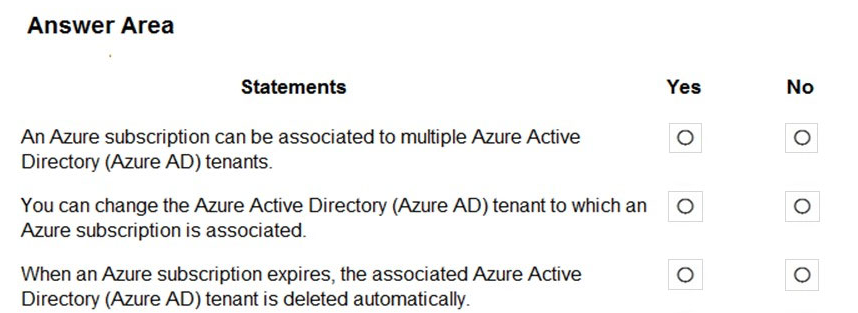 Answer Area
Statements Yes No
An Azure subscription can be associated to multiple Azure Active
Directory (Azure AD) tenants.
You can change the Azure Active Directory (Azure AD) tenant to which an
Azure subscription is associated.
When an Azure subscription expires, the associated Azure Active
Directory (Azure AD) tenant is deleted automatically.